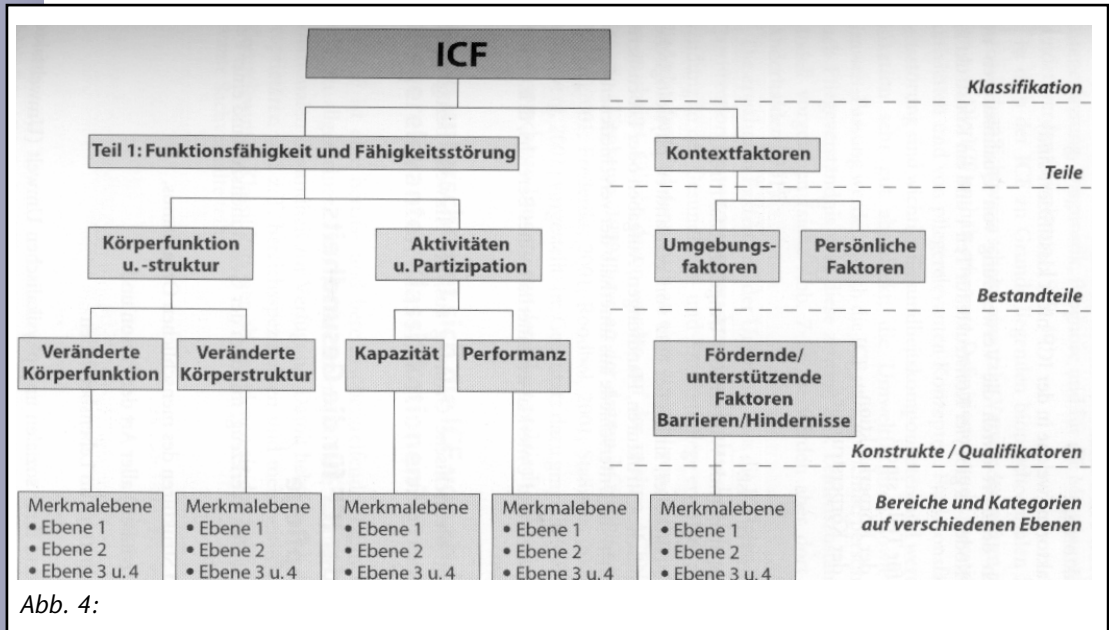 ICF
Klassifikation
Teil 1: Funktionsfähigkeit und Fähigkeitsstörung
Kontextfaktoren
Teile
Körperfunktion
u. -struktur
Aktivitäten
u. Partizipation
Umgebungs-
faktoren
Persönliche
Faktoren
Bestandteile
Veränderte
Körperfunktion
Veränderte
Körperstruktur
Kapazität
Performanz
Fördernde/
unterstützende
Faktoren
Barrieren/Hindernisse
Konstrukte / Qualifikatoren
Merkmalebene
• Ebene 1
• Ebene 2
• Ebene 3 u. 4
Merkmalebene
• Ebene 1
• Ebene 2
• Ebene 3 u. 4
Merkmalebene
• Ebene 1
• Ebene 2
• Ebene 3 u. 4
Merkmalebene
• Ebene 1
• Ebene 2
• Ebene 3 u. 4
Merkmalebene
• Ebene 1
• Ebene 2
• Ebene 3 u. 4
Bereiche und Kategorien
auf verschiedenen Ebenen
Abb. 4: